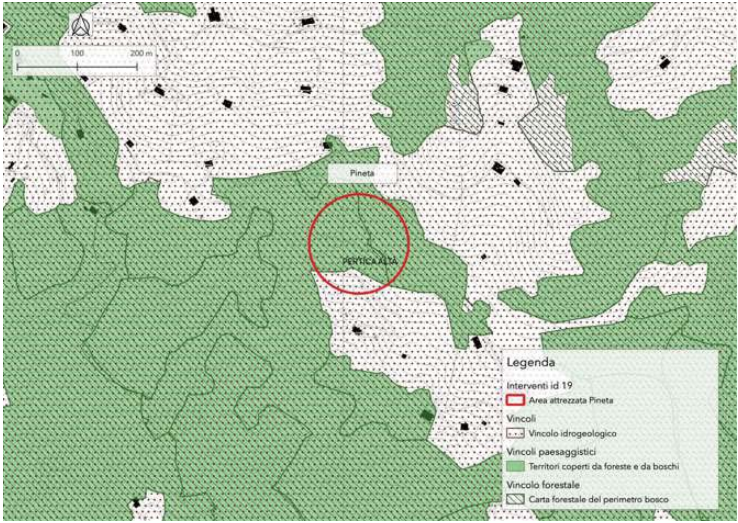 0 100 200 m
Pineta
PERTICA ALTA
Legenda
Interventi id 19
Area attrezzata Pineta
Vincoli
Vincolo idrogeologico
Vincoli paesaggistici
Territori coperti da foreste e da boschi
Vincolo forestale
Carta forestale del perimetro bosco